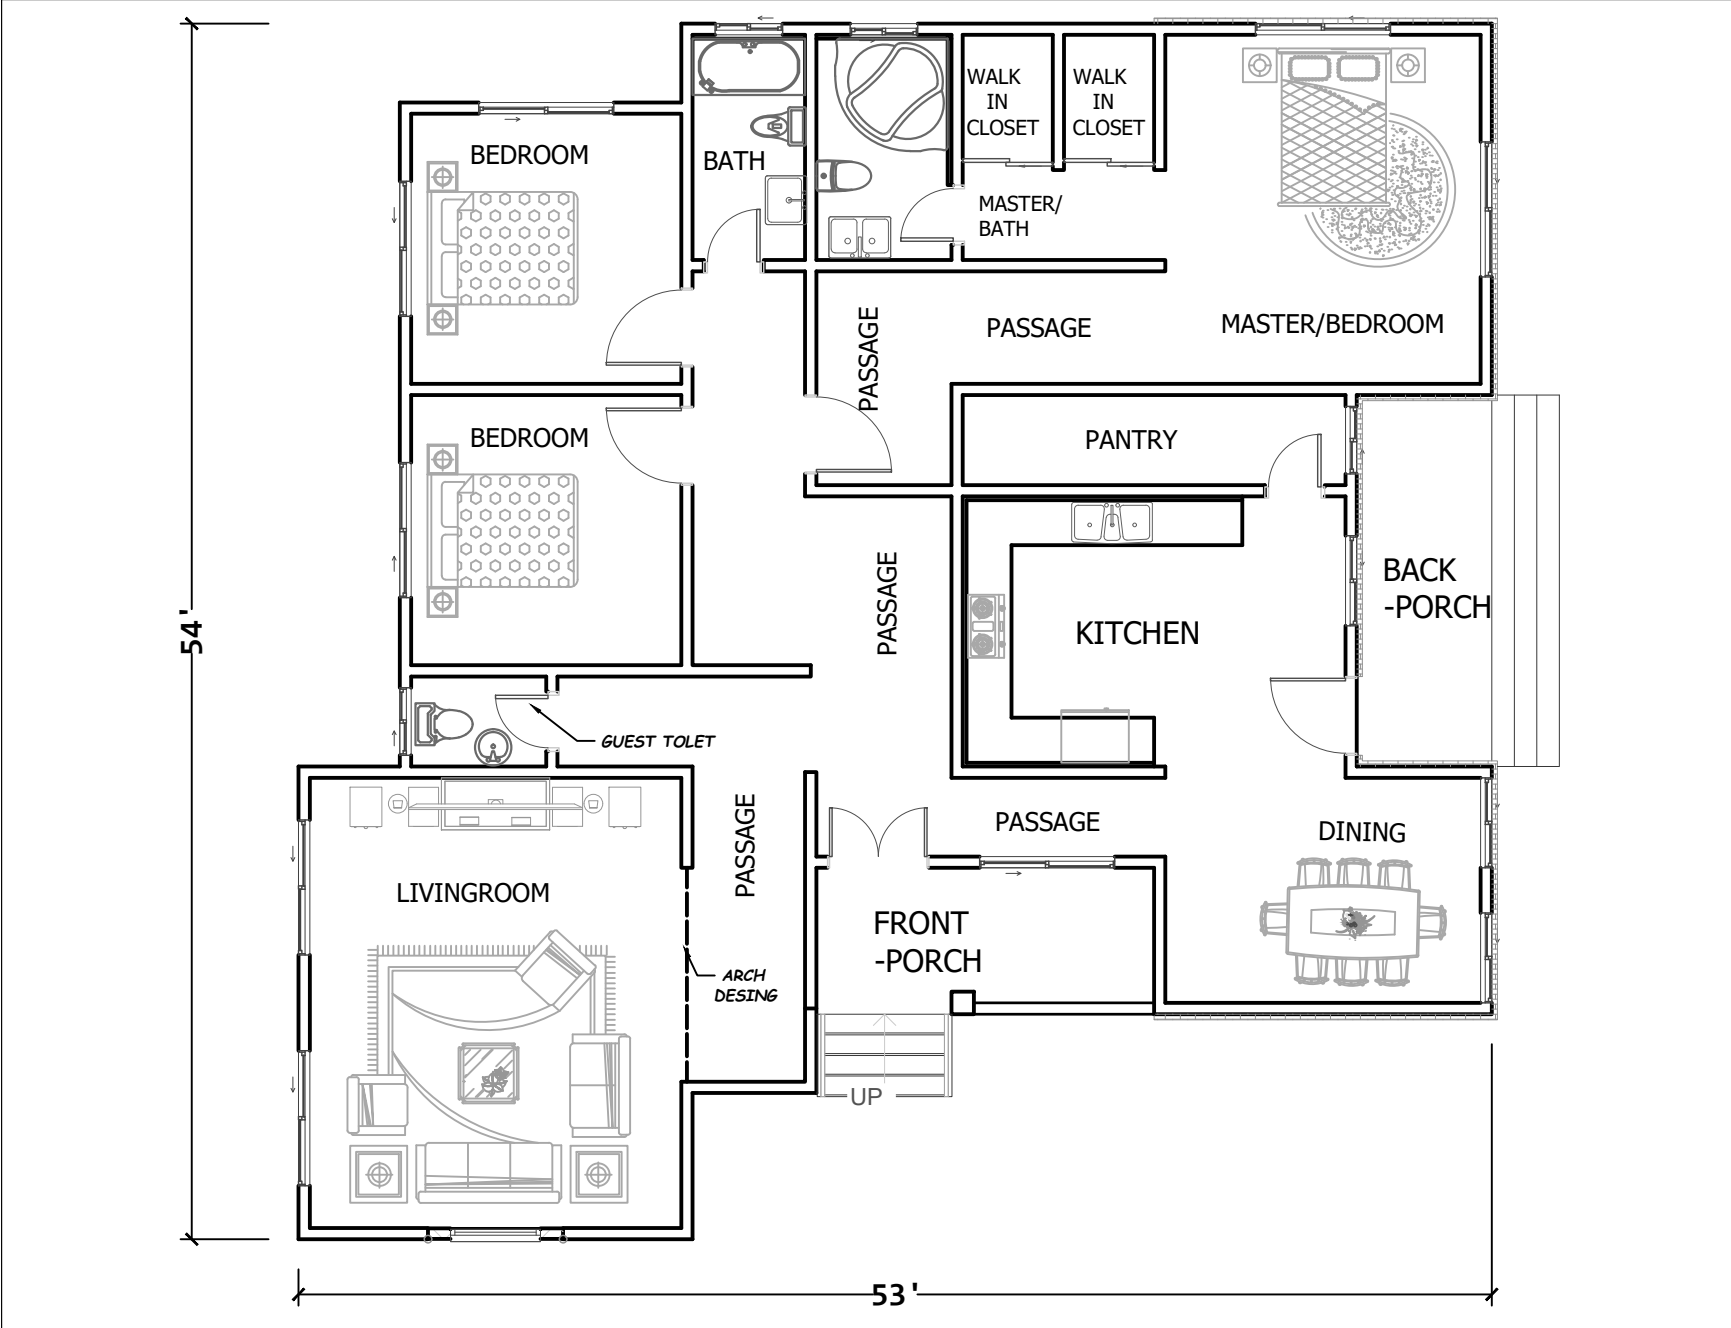 WALK
IN
CLOSET
WALK
IN
CLOSET
BEDROOM
BATH
MASTER/
BATH
PASSAGE
PASSAGE
MASTER/BEDROOM
BEDROOM
PANTRY
54'
PASSAGE
KITCHEN
BACK
-PORCH
GUEST TOLET
PASSAGE
PASSAGE
DINING
LIVINGROOM
FRONT
-PORCH
ARCH
DESING
UP
53'